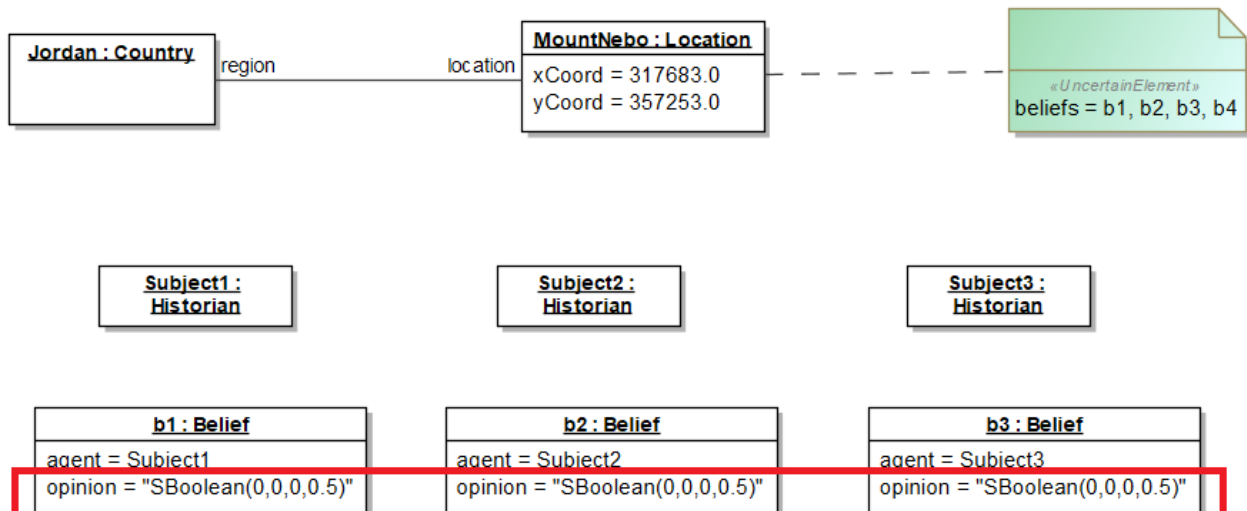 Jordan : Country
region
location
MountNebo : Location
xCoord = 317683.0
yCoord = 357253.0
«UncertainElement»
beliefs = b1, b2, b3, b4
Subject1 :
Historian
Subject2 :
Historian
Subject3 :
Historian
b1 : Belief
agent = Subject1
opinion = "SBoolean(0,0,0,0.5)"
b2 : Belief
agent = Subject2
opinion = "SBoolean(0,0,0,0.5)"
b3 : Belief
agent = Subject3
opinion = "SBoolean(0,0,0,0.5)"